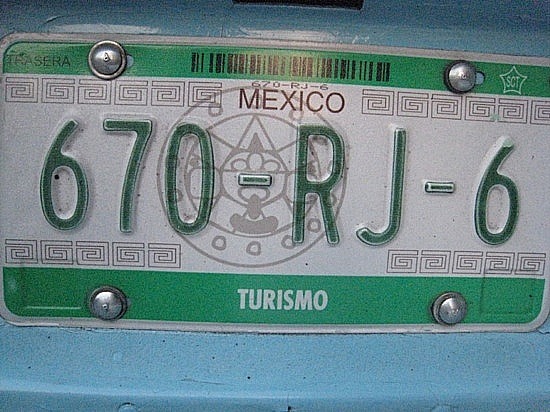 TRASERA
SCT
670-RJ-6
MEXICO
670-RJ-6
TURISMO